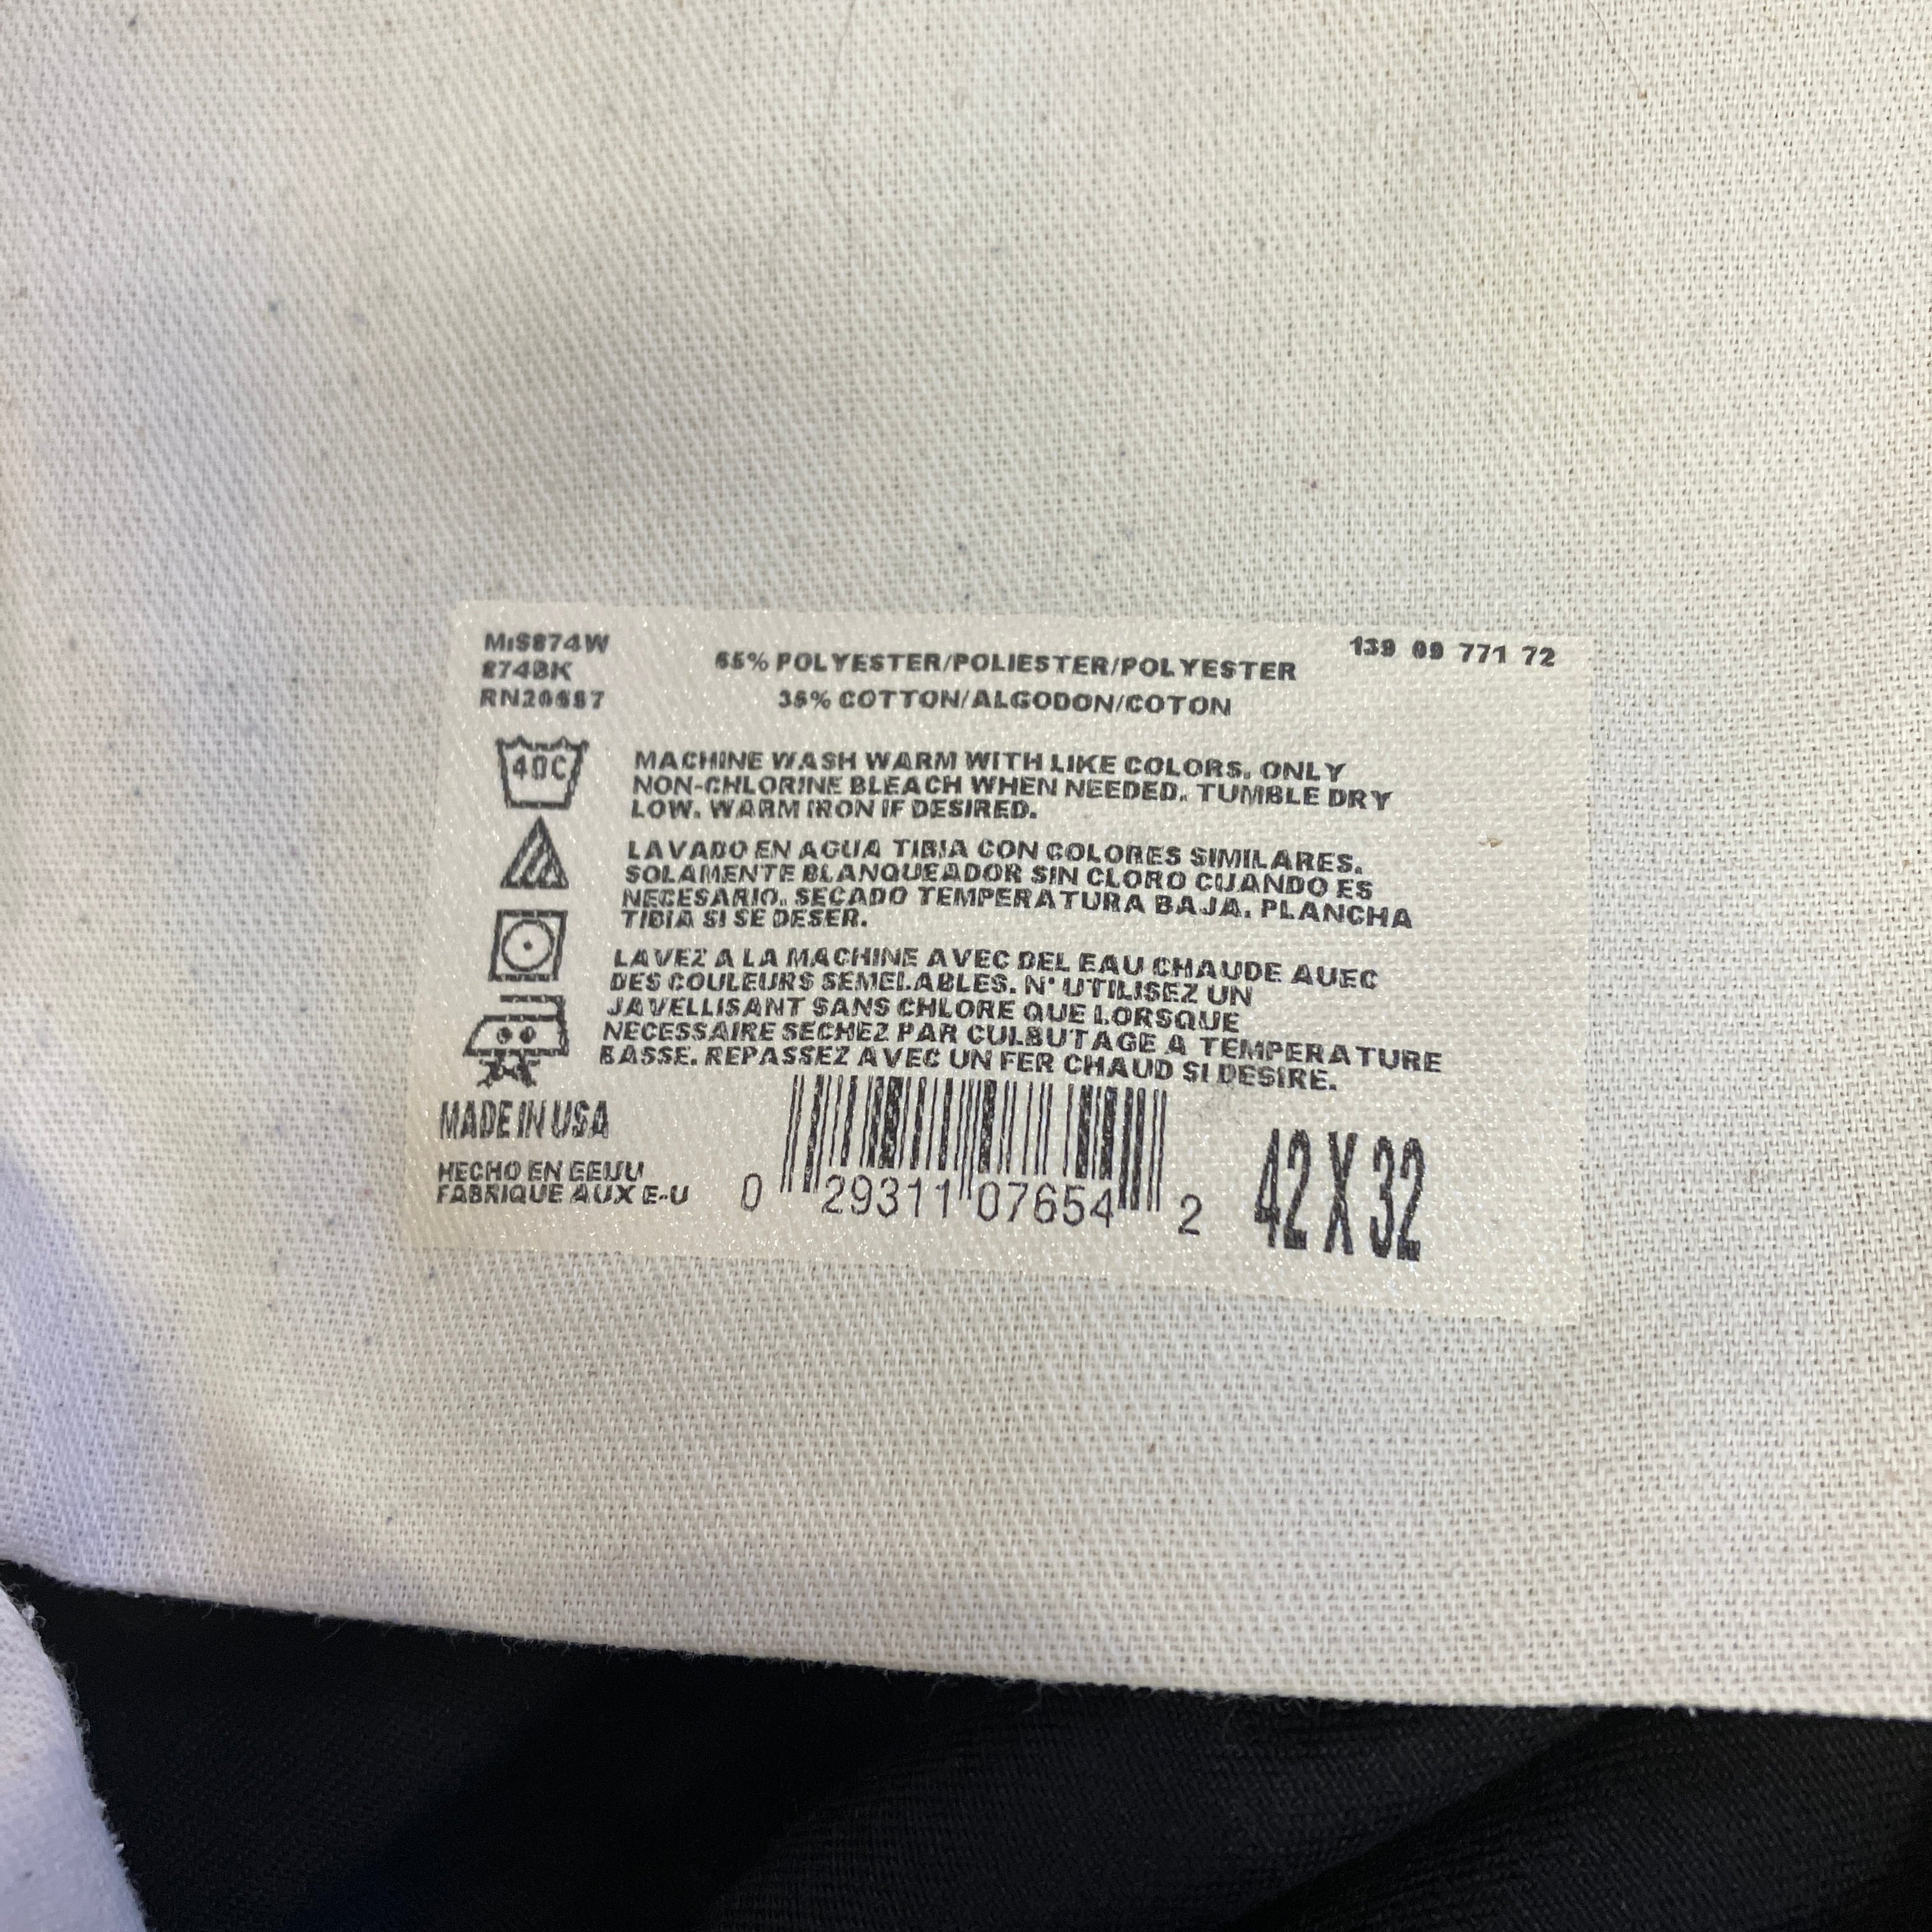 MIS874W
874BK
RN20697
65% POLYESTER/POLIESTER/POLYESTER
35% COTTON/ALGODON/COTON
139 09 771 72
40C
MACHINE WASH WARM WITH LIKE COLORS. ONLY
NON-CHLORINE BLEACH WHEN NEEDED. TUMBLE DRY
LOW. WARM IRON IF DESIRED.
LAVADO EN AGUA TIBIA CON COLORES SIMILARES.
SOLAMENTE BLANQUEADOR SIN CLORO CUANDO ES
NECESARIO. SECADO TEMPERATURA BAJA. PLANCHA
TIBIA SI SE DESER.
LAVEZ A LA MACHINE AVEC DEL EAU CHAUDE AUEC
DES COULEURS SEMELABLES. N' UTILISEZ UN
JAVELLISANT SANS CHLORE QUE LORSQUE
NECESSAIRE SECHEZ PAR CULBUTAGE A TEMPERATURE
BASSE. REPASSEZ AVEC UN FER CHAUD SI DESIRE.
MADE IN USA
HECHO EN EEUU
FABRIQUE AUX E-U
0 29311 07654 2
42 X 32